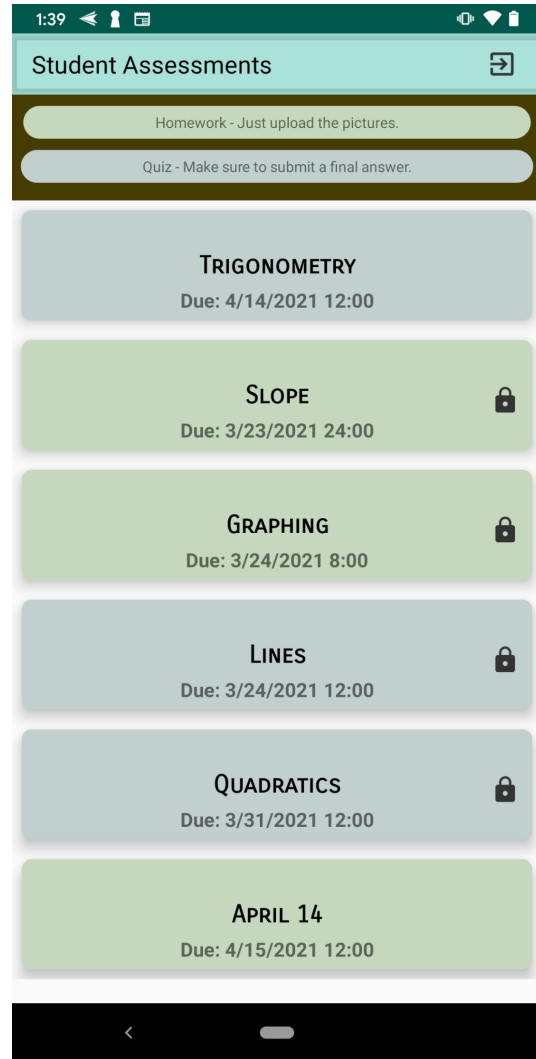 1:39
Student Assessments
Homework - Just upload the pictures.
Quiz - Make sure to submit a final answer.
Trigonometry
Due: 4/14/2021 12:00
Slope
Due: 3/23/2021 24:00
Graphing
Due: 3/24/2021 8:00
Lines
Due: 3/24/2021 12:00
Quadratics
Due: 3/31/2021 12:00
April 14
Due: 4/15/2021 12:00